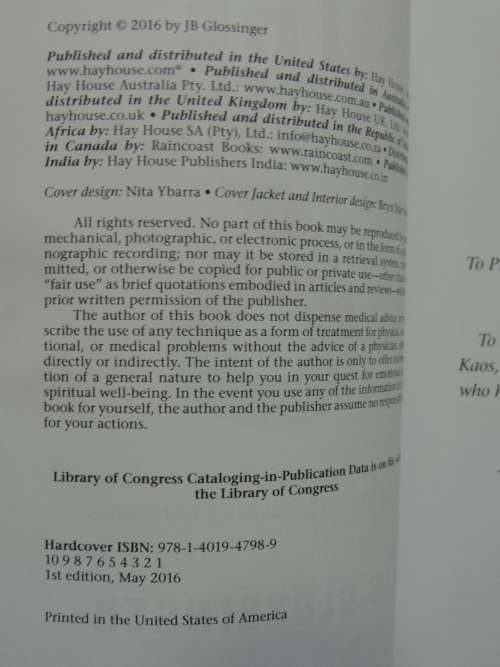 Copyright © 2016 by JB Glossinger
Published and distributed in the United States by: Hay House
www.hayhouse.com® • Published and distributed in Australia
Hay House Australia Pty. Ltd.: www.hayhouse.com.au •
distributed in the United Kingdom by: Hay House UK, Ltd.
hayhouse.co.uk • Published and distributed in the Republic of
Africa by: Hay House SA (Pty), Ltd.: info@hayhouse.co.za •
in Canada by: Raincoast Books: www.raincoast.com •
India by: Hay House Publishers India: www.hayhouse.co.in
Cover design: Nita Ybarra • Cover Jacket and Interior design: Bryn
All rights reserved. No part of this book may be reproduced
mechanical, photographic, or electronic process, or in the form of
nographic recording; nor may it be stored in a retrieval system,
mitted, or otherwise be copied for public or private use—other
“fair use” as brief quotations embodied in articles and reviews—
prior written permission of the publisher.
The author of this book does not dispense medical advice
scribe the use of any technique as a form of treatment for physical,
tional, or medical problems without the advice of a physician,
directly or indirectly. The intent of the author is only to offer
tion of a general nature to help you in your quest for emotional
spiritual well-being. In the event you use any of the information
book for yourself, the author and the publisher assume no
for your actions.
Library of Congress Cataloging-in-Publication Data is on file
the Library of Congress
Hardcover ISBN: 978-1-4019-4798-9
10 9 8 7 6 5 4 3 2 1
1st edition, May 2016
Printed in the United States of America
To
To
Kaos,
who